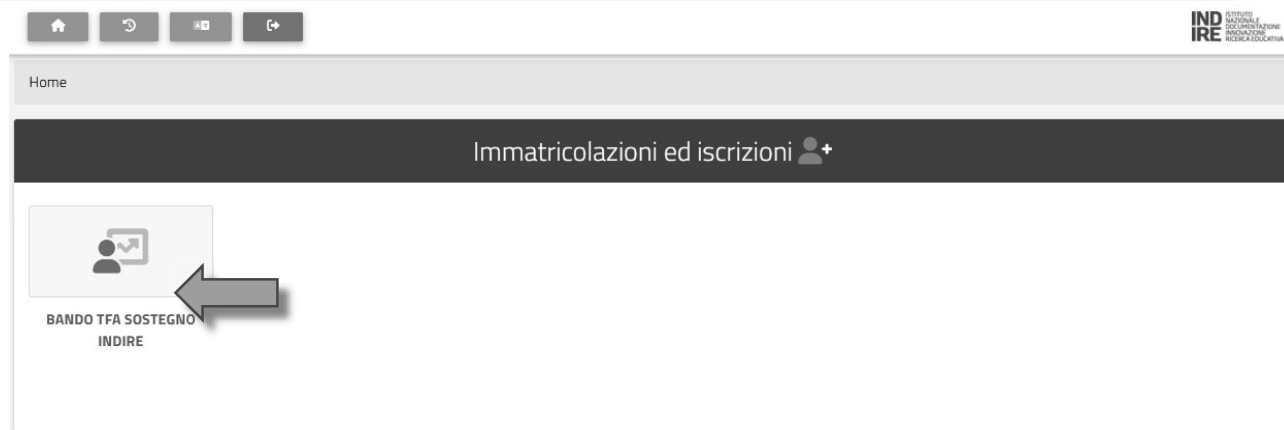 IND
IRE
ISTITUTO
NAZIONALE
DOCUMENTAZIONE
INNOVAZIONE
RICERCA EDUCATIVA
Home
Immatricolazioni ed iscrizioni
BANDO TFA SOSTEGNO
INDIRE